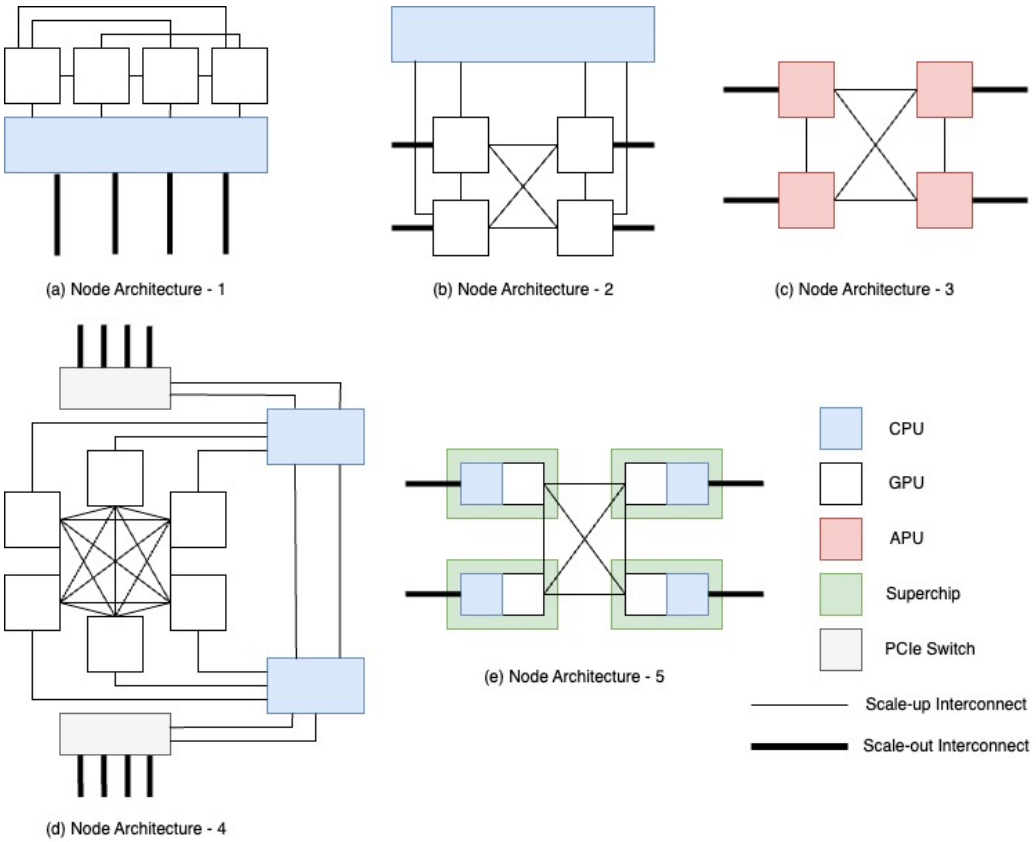 (a) Node Architecture - 1
(b) Node Architecture - 2
(c) Node Architecture - 3
CPU
GPU
APU
Superchip
PCIe Switch
(e) Node Architecture - 5
Scale-up Interconnect
Scale-out Interconnect
(d) Node Architecture - 4